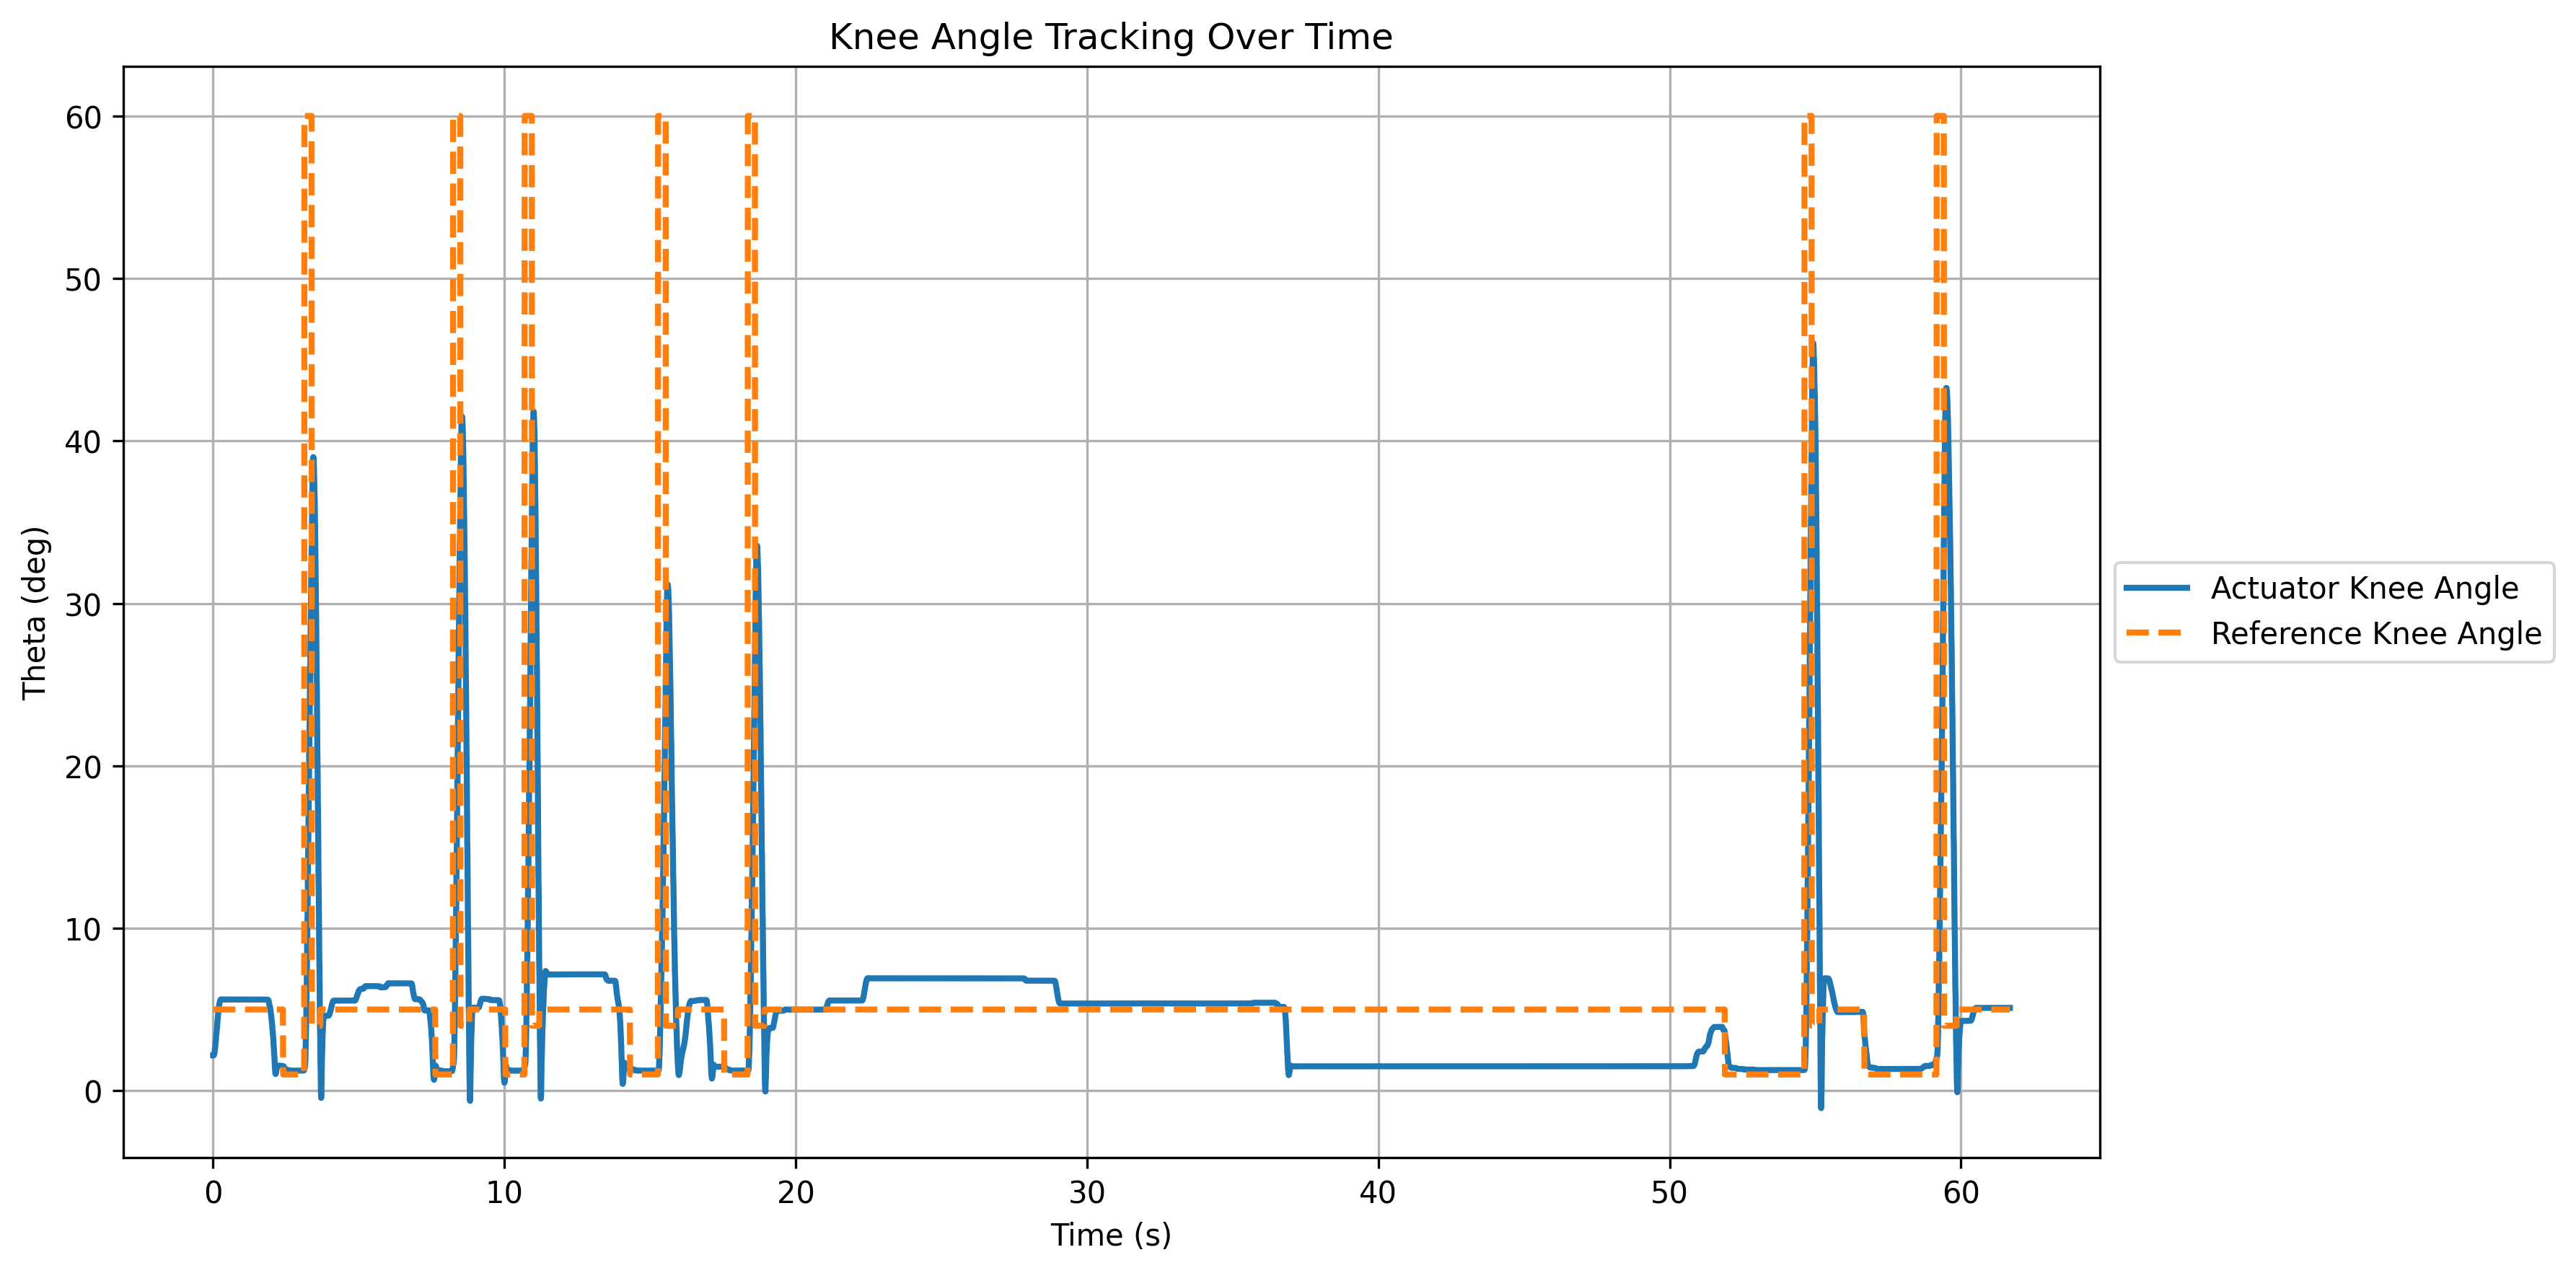 Knee Angle Tracking Over Time
60
50
40
30
20
10
0
Theta (deg)
0 10 20 30 40 50 60
Time (s)
Actuator Knee Angle
Reference Knee Angle